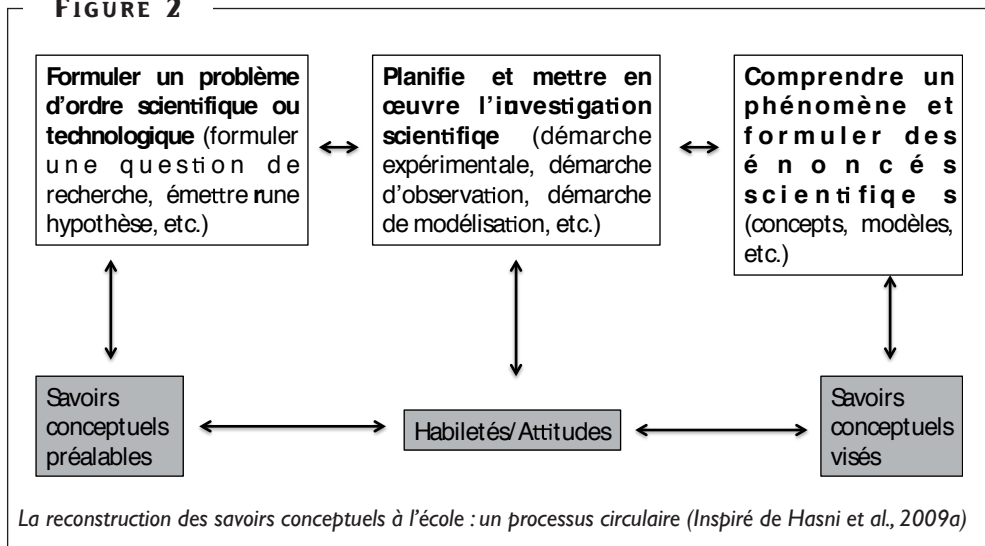 FIGURE 2
Formuler un problème
d'ordre scientifique ou
technologique (formuler
une question de
recherche, émettre rune
hypothèse, etc.)
Planifie et mettre en
œuvre l'investigation
scientifiqe (démarche
expérimentale, démarche
d'observation, démarche
de modélisation, etc.)
Comprendre un
phénomène et
formuler des
énoncés
scientifiqe s
(concepts, modèles,
etc.)
Savoirs
conceptuels
préalables
Habiletés/Attitudes
Savoirs
conceptuels
visés
La reconstruction des savoirs conceptuels à l'école : un processus circulaire (Inspiré de Hasni et al., 2009a)